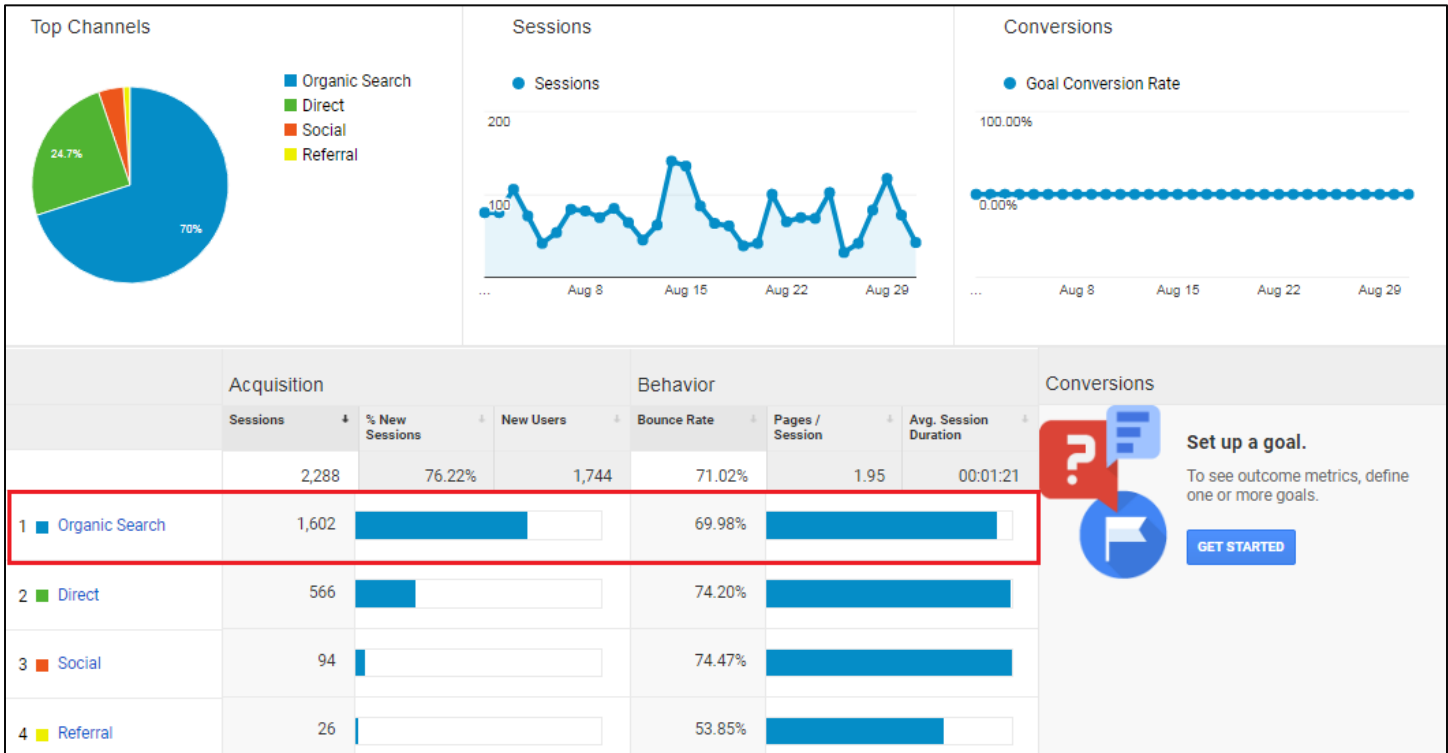 Top Channels
Organic Search
Direct
Social
Referral
24.7%
70%
Sessions
Sessions
200
100
... Aug 8 Aug 15 Aug 22 Aug 29
Conversions
Goal Conversion Rate
100.00%
0.00%
... Aug 8 Aug 15 Aug 22 Aug 29
Acquisition Behavior Conversions
Sessions % New Sessions New Users Bounce Rate Pages / Session Avg. Session Duration
2,288 76.22% 1,744 71.02% 1.95 00:01:21
1 Organic Search 1,602 69.98%
2 Direct 566 74.20%
3 Social 94 74.47%
4 Referral 26 53.85%
?
Set up a goal.
To see outcome metrics, define
one or more goals.
GET STARTED